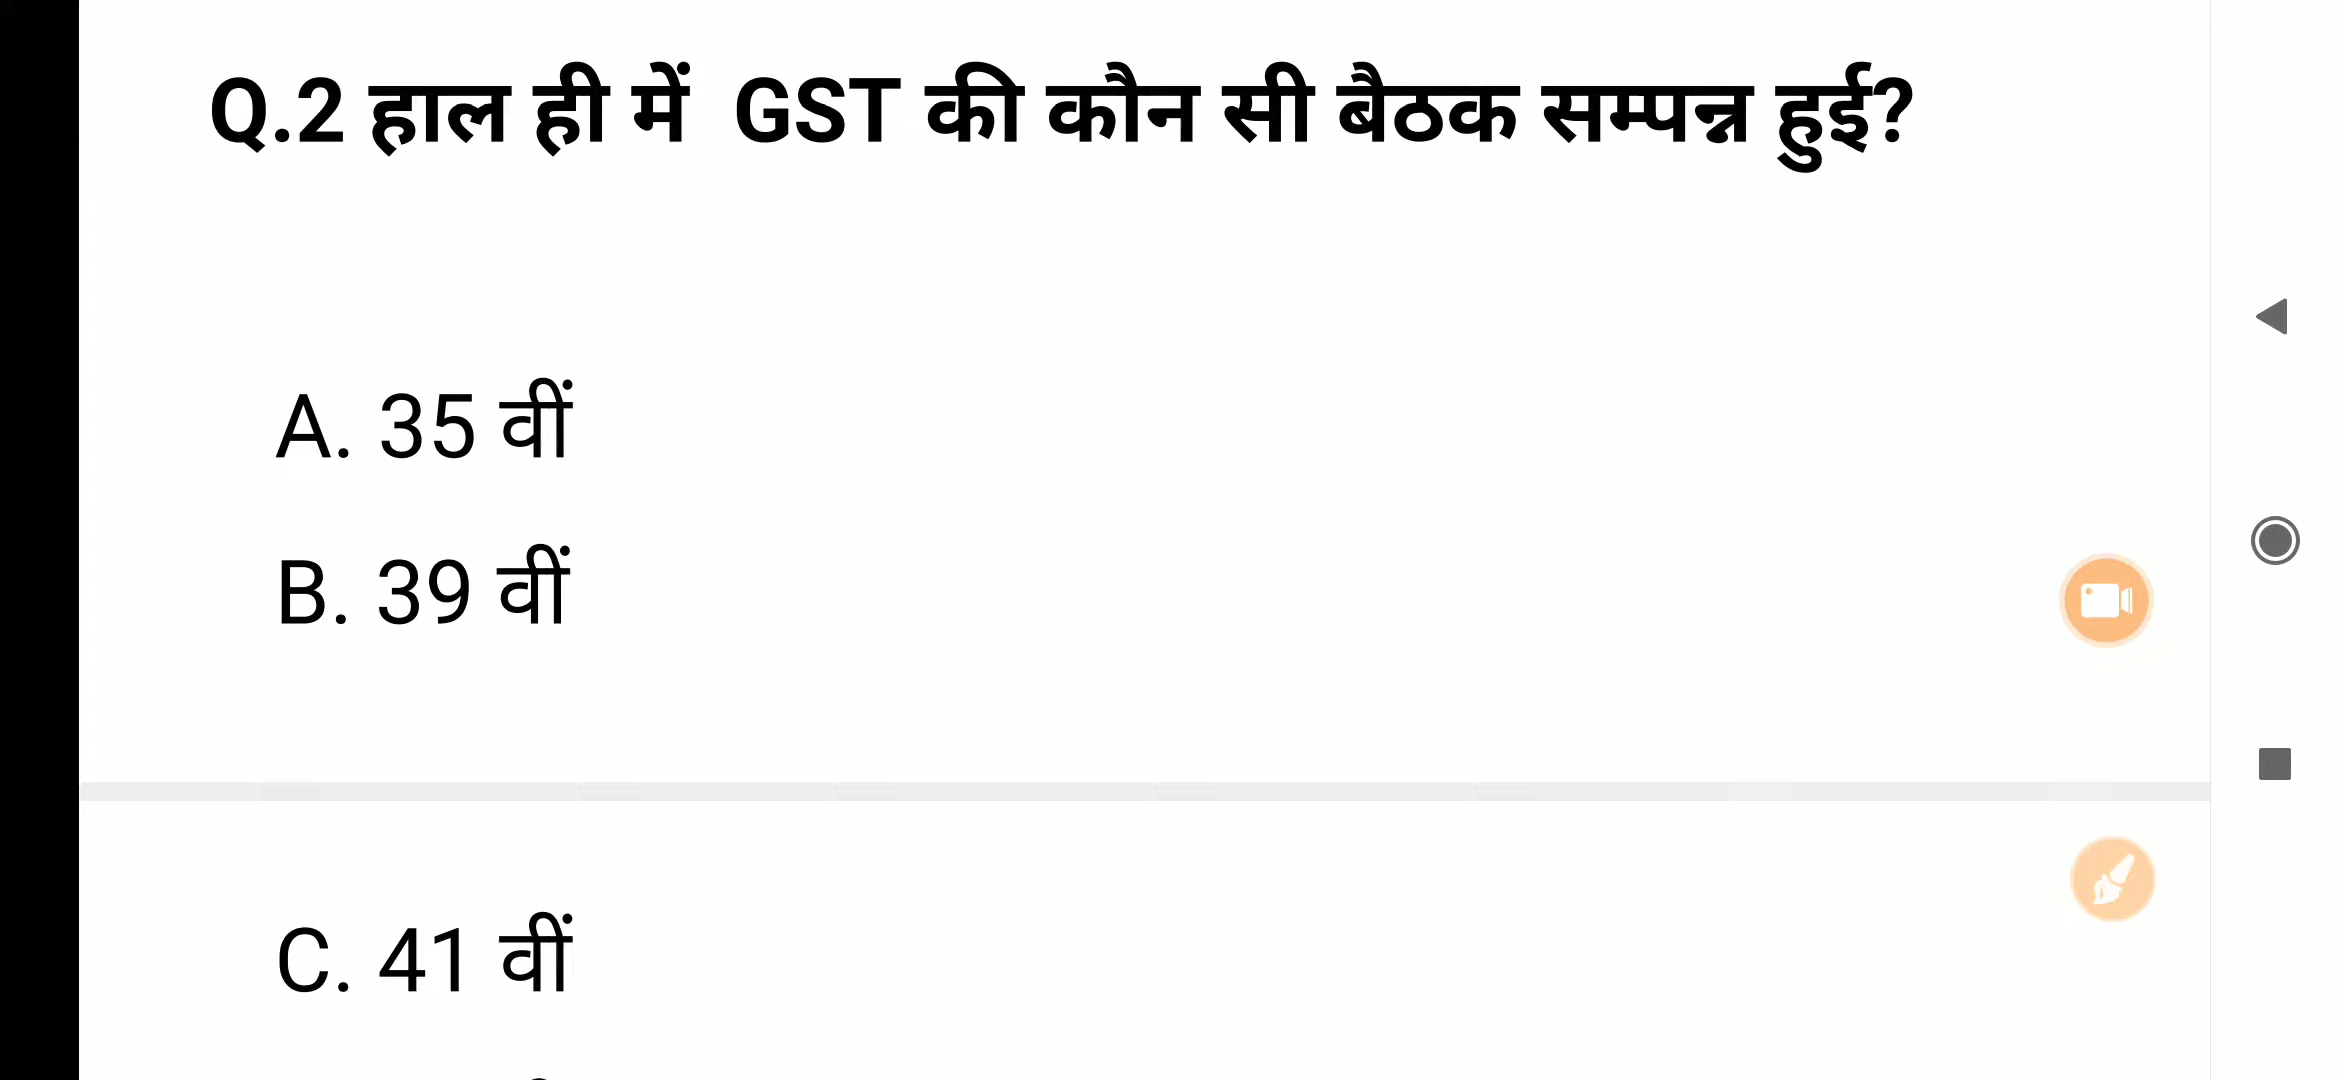 Q.2 हाल ही में GST की कौन सी बैठक सम्पन्न हुई?
A. 35 वीं
B. 39 वीं
C. 41 वीं